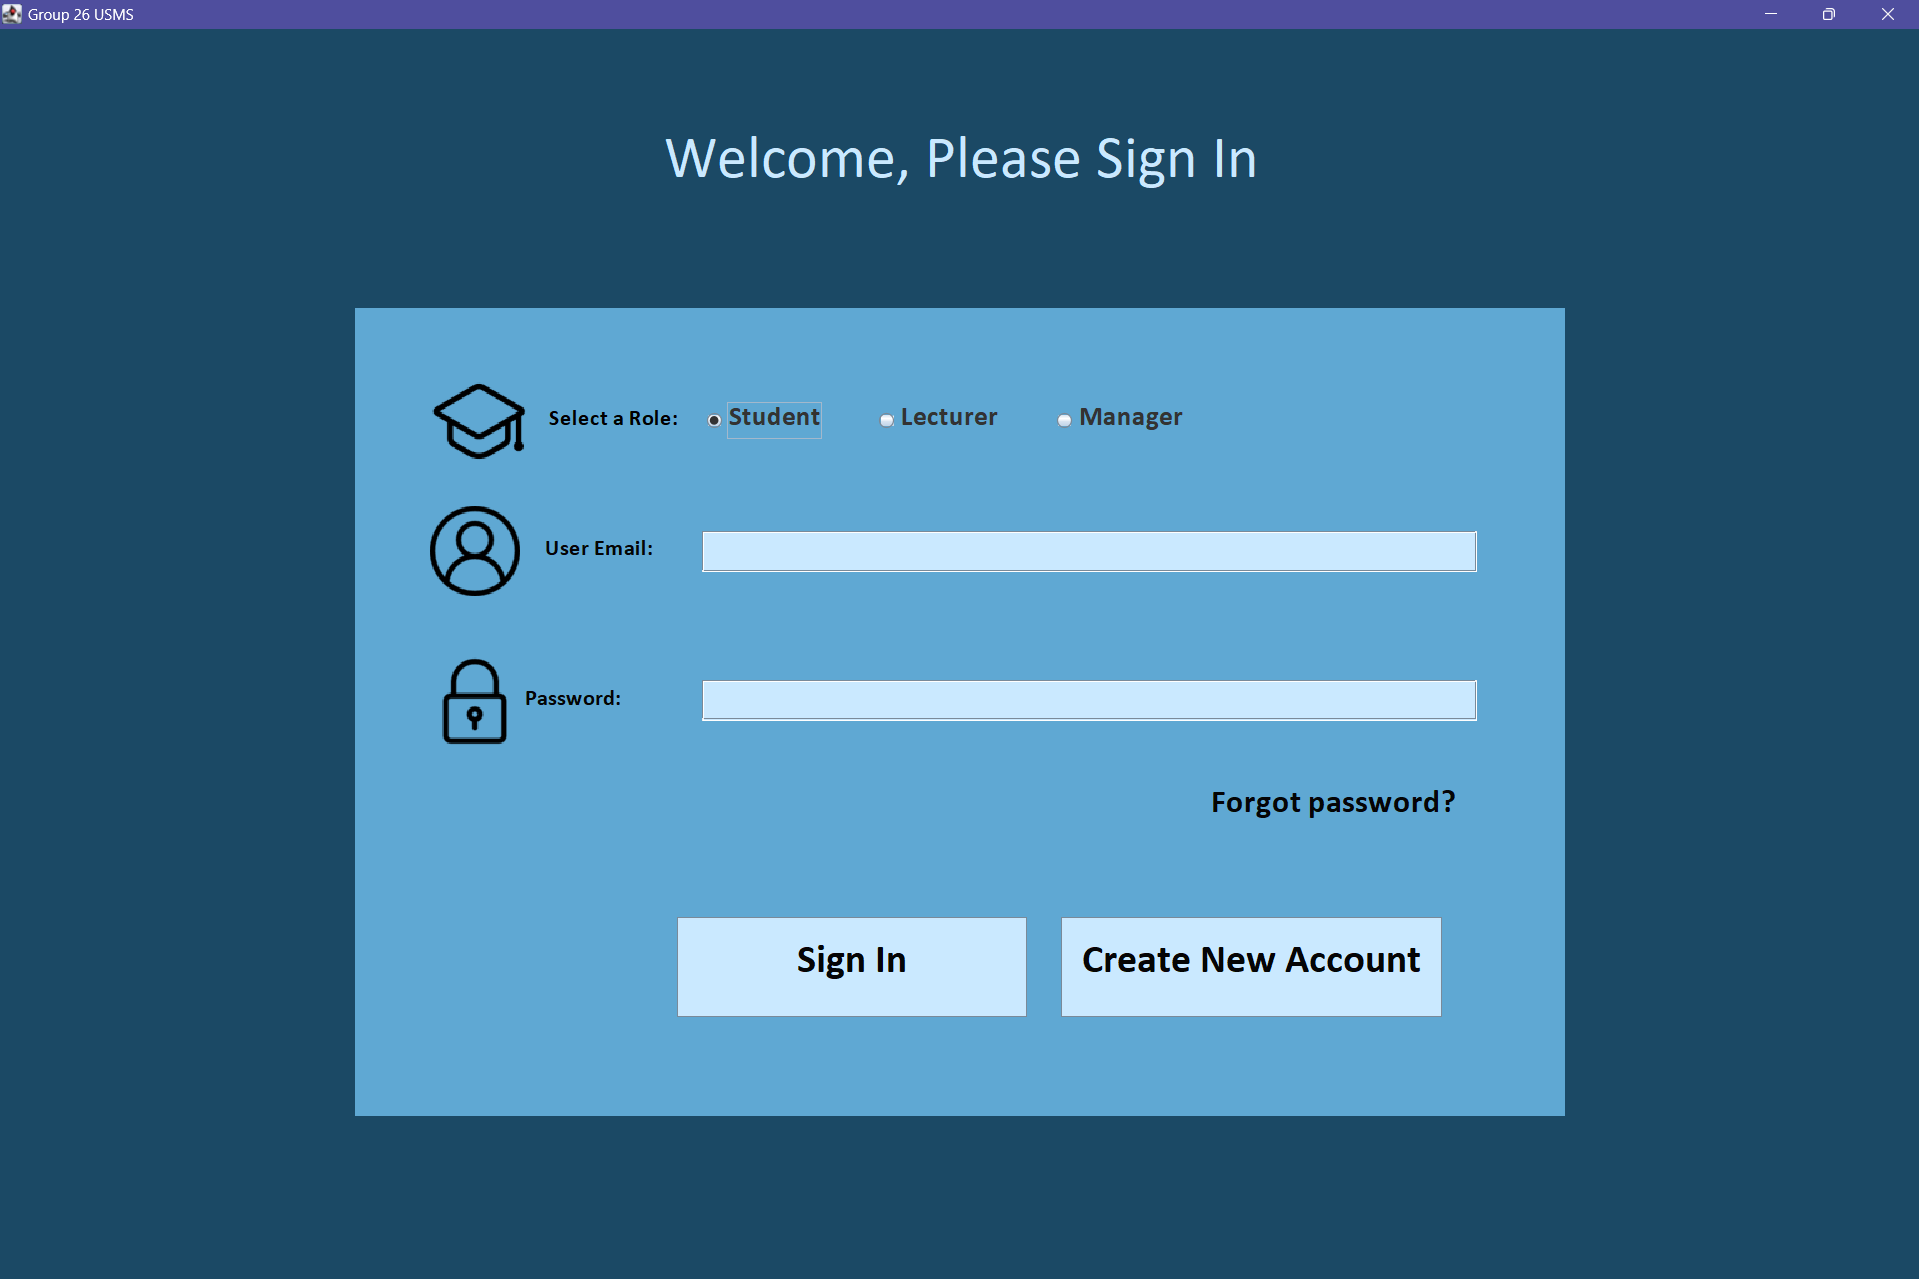 Group 26 USMS
Welcome, Please Sign In
Select a Role: Student Lecturer Manager
User Email:
Password:
Forgot password?
Sign In Create New Account